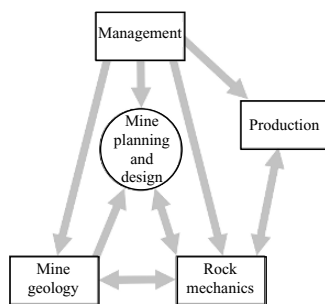 Management
Mine
planning
and
design
Production
Mine
geology
Rock
mechanics